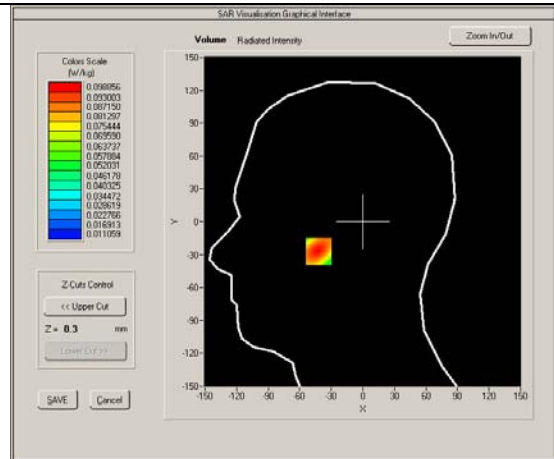 SAR Visualisation Graphical Interface
Volume Radiated Intensity
Zoom In/Out
Colors Scale
(W/kg)
0.098856
0.093003
0.087150
0.081297
0.075444
0.069590
0.063737
0.057884
0.052031
0.046178
0.040325
0.034472
0.028619
0.022766
0.016913
0.011059
Z-Cuts Control
<< Upper Cut
Z = 0.3 mm
Lower Cut >>
SAVE Cancel
150
120
90
60
30
0
-30
-60
-90
-120
-150
Y
-150 -120 -90 -60 -30 0 30 60 90 120 150
X